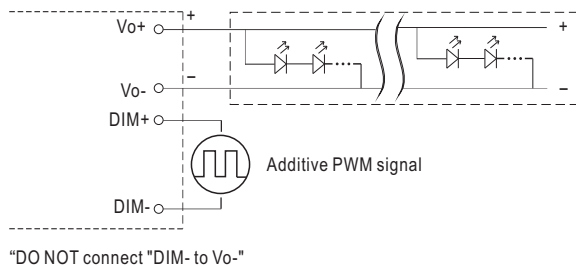 Vo+
+
+
−
Vo-
−
DIM+
Additive PWM signal
DIM-
“DO NOT connect "DIM- to Vo-"